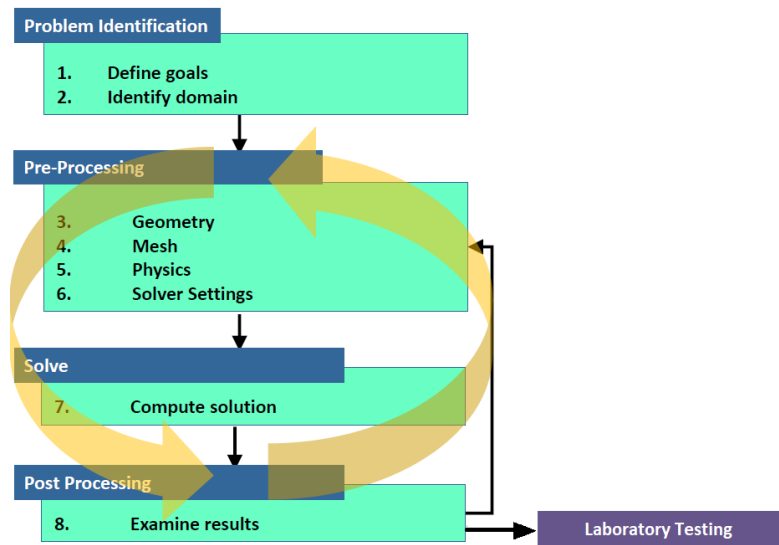 Problem Identification
1. Define goals
2. Identify domain
Pre-Processing
3. Geometry
4. Mesh
5. Physics
6. Solver Settings
Solve
7. Compute solution
Post Processing
8. Examine results
Laboratory Testing